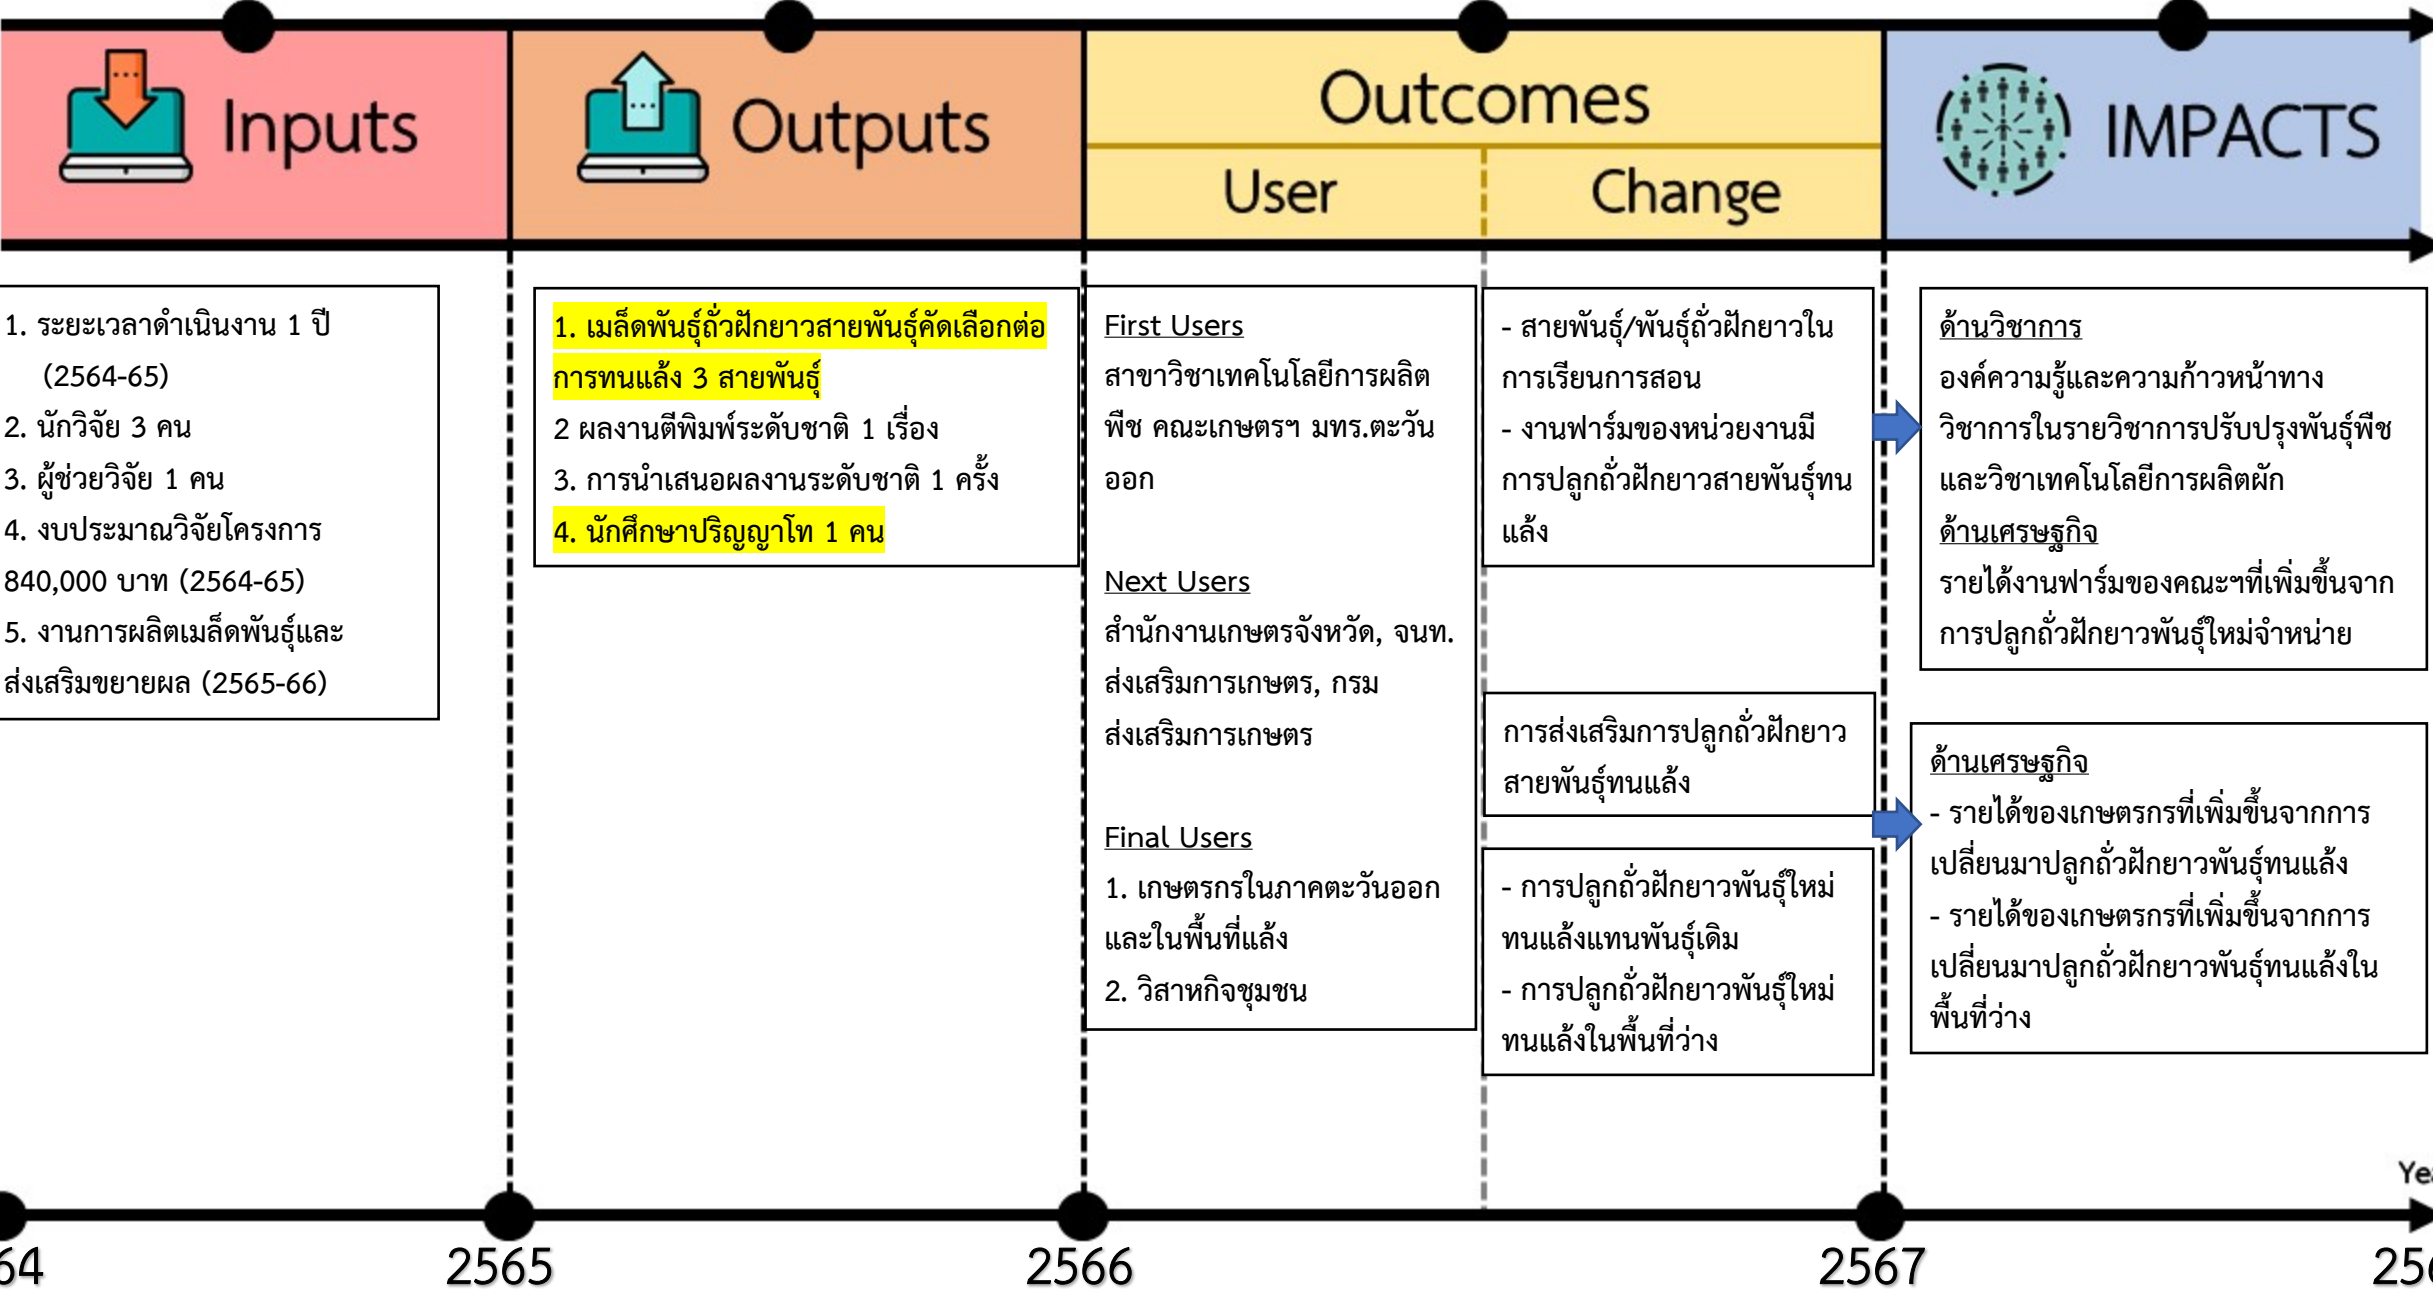 Inputs
Outputs
Outcomes
User
Change
IMPACTS
1. ระยะเวลาดำเนินงาน 1 ปี
(2564-65)
2. นักวิจัย 3 คน
3. ผู้ช่วยวิจัย 1 คน
4. งบประมาณวิจัยโครงการ
840,000 บาท (2564-65)
5. งานการผลิตเมล็ดพันธุ์และ
ส่งเสริมขยายผล (2565-66)
1. เมล็ดพันธุ์ถั่วฝักยาวสายพันธุ์คัดเลือกต่อ
การทนแล้ง 3 สายพันธุ์
2 ผลงานตีพิมพ์ระดับชาติ 1 เรื่อง
3. การนำเสนอผลงานระดับชาติ 1 ครั้ง
4. นักศึกษาปริญญาโท 1 คน
First Users
สาขาวิชาเทคโนโลยีการผลิต
พืช คณะเกษตรฯ มทร.ตะวัน
ออก
Next Users
สำนักงานเกษตรจังหวัด, จนท.
ส่งเสริมการเกษตร, กรม
ส่งเสริมการเกษตร
Final Users
1. เกษตรกรในภาคตะวันออก
และในพื้นที่แล้ง
2. วิสาหกิจชุมชน
- สายพันธุ์/พันธุ์ถั่วฝักยาวใน
การเรียนการสอน
- งานฟาร์มของหน่วยงานมี
การปลูกถั่วฝักยาวสายพันธุ์ทน
แล้ง
การส่งเสริมการปลูกถั่วฝักยาว
สายพันธุ์ทนแล้ง
- การปลูกถั่วฝักยาวพันธุ์ใหม่
ทนแล้งแทนพันธุ์เดิม
- การปลูกถั่วฝักยาวพันธุ์ใหม่
ทนแล้งในพื้นที่ว่าง
ด้านวิชาการ
องค์ความรู้และความก้าวหน้าทาง
วิชาการในรายวิชาการปรับปรุงพันธุ์พืช
และวิชาเทคโนโลยีการผลิตผัก
ด้านเศรษฐกิจ
รายได้งานฟาร์มของคณะฯที่เพิ่มขึ้นจาก
การปลูกถั่วฝักยาวพันธุ์ใหม่จำหน่าย
ด้านเศรษฐกิจ
- รายได้ของเกษตรกรที่เพิ่มขึ้นจากการ
เปลี่ยนมาปลูกถั่วฝักยาวพันธุ์ทนแล้ง
- รายได้ของเกษตรกรที่เพิ่มขึ้นจากการ
เปลี่ยนมาปลูกถั่วฝักยาวพันธุ์ทนแล้งใน
พื้นที่ว่าง
64
2565
2566
2567